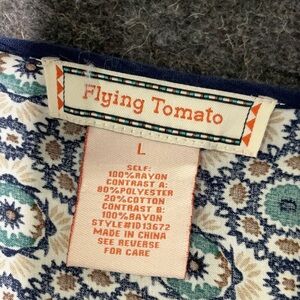 Flying Tomato
L
SELF:
100%RAYON
CONTRAST A:
80%POLYESTER
20%COTTON
CONTRAST B:
100%RAYON
STYLE#ID13672
MADE IN CHINA
SEE REVERSE
FOR CARE